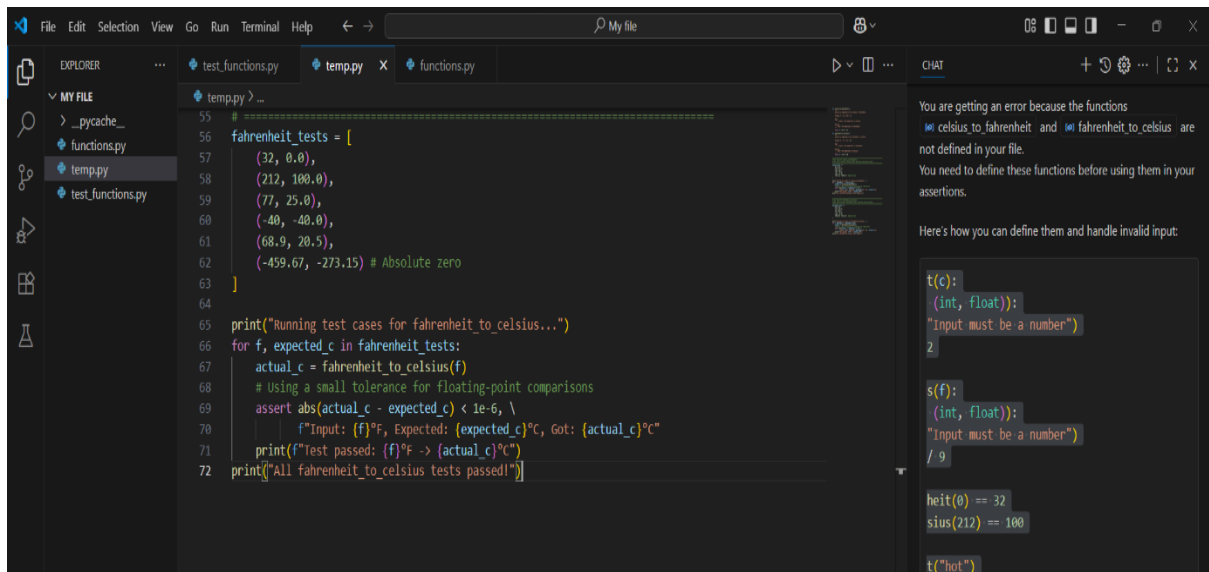 File Edit Selection View Go Run Terminal Help
My file
EXPLORER
MY FILE
__pycache__
functions.py
temp.py
test_functions.py
test_functions.py temp.py functions.py
temp.py > ...
55 # ==============================================================================
56 fahrenheit_tests = [
57 (32, 0.0),
58 (212, 100.0),
59 (77, 25.0),
60 (-40, -40.0),
61 (68.9, 20.5),
62 (-459.67, -273.15) # Absolute zero
63 ]
64
65 print("Running test cases for fahrenheit_to_celsius...")
66 for f, expected_c in fahrenheit_tests:
67 actual_c = fahrenheit_to_celsius(f)
68 # Using a small tolerance for floating-point comparisons
69 assert abs(actual_c - expected_c) < 1e-6, \
70 f"Input: {f}°F, Expected: {expected_c}°C, Got: {actual_c}°C"
71 print(f"Test passed: {f}°F -> {actual_c}°C")
72 print("All fahrenheit_to_celsius tests passed!")
CHAT
You are getting an error because the functions
celsius_to_fahrenheit and fahrenheit_to_celsius are
not defined in your file.
You need to define these functions before using them in your
assertions.
Here's how you can define them and handle invalid input:
t(c):
(int, float)):
"Input must be a number")
2
s(f):
(int, float)):
"Input must be a number")
/ 9
heit(0) == 32
sius(212) == 100
t("hot")